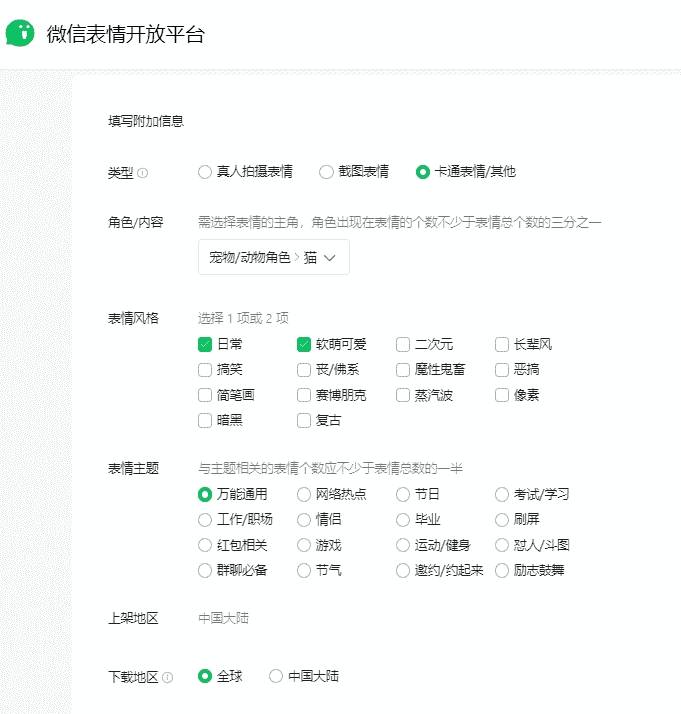 微信表情开放平台
填写附加信息
类型 真人拍摄表情 截图表情 卡通表情/其他
角色/内容 需选择表情的主角，角色出现在表情的个数不少于表情总个数的三分之一
宠物/动物角色 > 猫
表情风格 选择 1 项或 2 项
日常 软萌可爱 二次元 长辈风
搞笑 丧/佛系 魔性鬼畜 恶搞
简笔画 赛博朋克 蒸汽波 像素
暗黑 复古
表情主题 与主题相关的表情个数应不少于表情总数的一半
万能通用 网络热点 节日 考试/学习
工作/职场 情侣 毕业 刷屏
红包相关 游戏 运动/健身 怼人/斗图
群聊必备 节气 邀约/约起来 励志鼓舞
上架地区 中国大陆
下载地区 全球 中国大陆